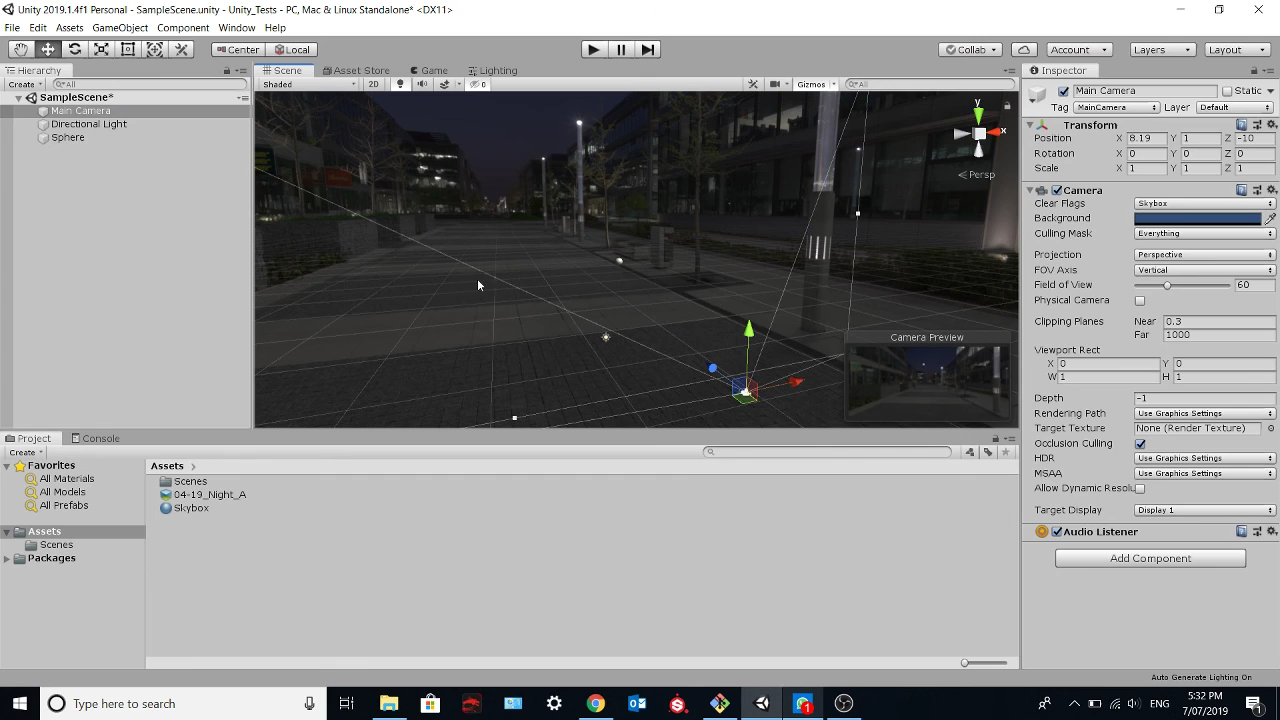 Unity 2019.1.4f1 Personal - SampleScene.unity - Unity_Tests - PC, Mac & Linux Standalone* <DX11>
File Edit Assets GameObject Component Window Help
Center Local Collab Account Layers Layout
Hierarchy
Create All
SampleScene*
Main Camera
Directional Light
Sphere
Scene Asset Store Game Lighting
Shaded 2D 0 Gizmos All
y
x
Persp
Camera Preview
Inspector
Main Camera Static
Tag MainCamera Layer Default
Transform
Position X 8.19 Y 1 Z -10
Rotation X 0 Y 0 Z 0
Scale X 1 Y 1 Z 1
Camera
Clear Flags Skybox
Background
Culling Mask Everything
Projection Perspective
FOV Axis Vertical
Field of View 60
Physical Camera
Clipping Planes Near 0.3
Far 1000
Viewport Rect
X 0 Y 0
W 1 H 1
Depth -1
Rendering Path Use Graphics Settings
Target Texture None (Render Texture)
Occlusion Culling
HDR Use Graphics Settings
MSAA Use Graphics Settings
Allow Dynamic Resolu
Target Display Display 1
Audio Listener
Add Component
Project Console
Create
Favorites
All Materials
All Models
All Prefabs
Assets
Scenes
Packages
Assets
Scenes
04-19_Night_A
Skybox
Auto Generate Lighting On
Type here to search
1
ENG
5:32 PM
7/07/2019